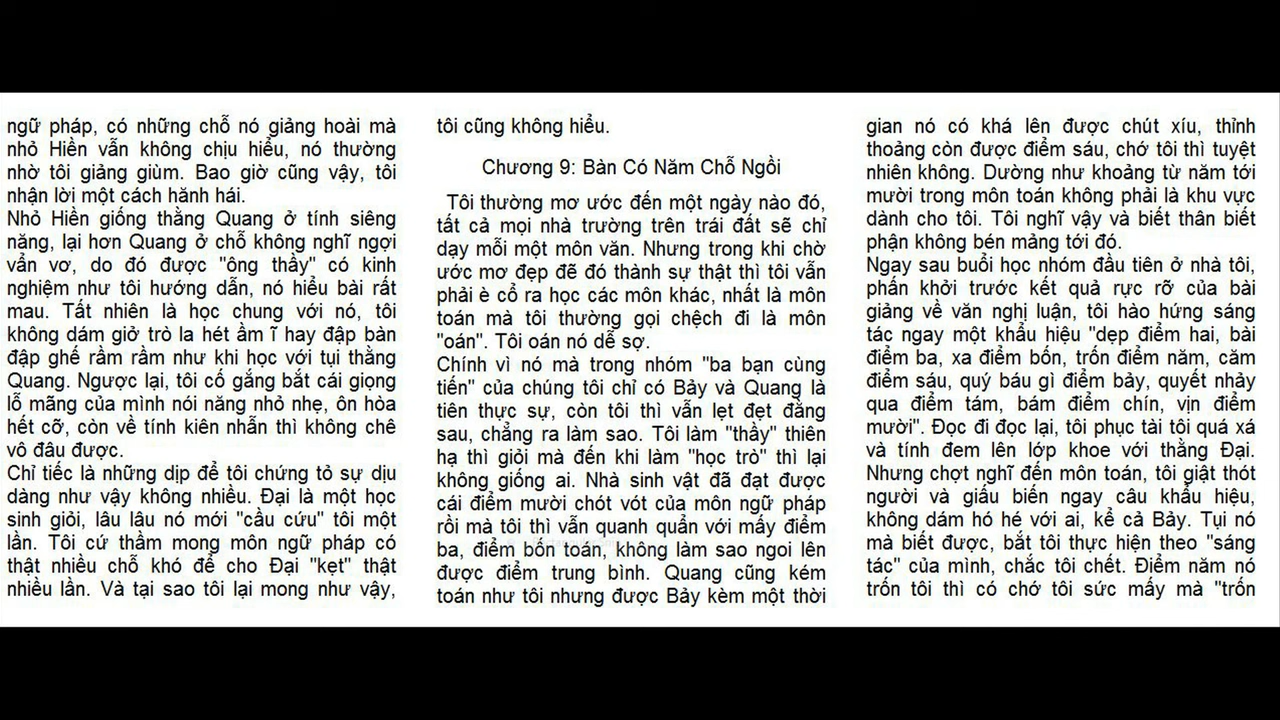 ngữ pháp, có những chỗ nó giảng hoài mà
nhỏ Hiền vẫn không chịu hiểu, nó thường
nhờ tôi giảng giùm. Bao giờ cũng vậy, tôi
nhận lời một cách hănh hái.
Nhỏ Hiền giống thằng Quang ở tính siêng
năng, lại hơn Quang ở chỗ không nghĩ ngợi
vẩn vơ, do đó được "ông thầy" có kinh
nghiệm như tôi hướng dẫn, nó hiểu bài rất
mau. Tất nhiên là học chung với nó, tôi
không dám giở trò la hét ầm ĩ hay đập bàn
đập ghế rầm rầm như khi học với tụi thằng
Quang. Ngược lại, tôi cố gắng bắt cái giọng
lỗ mãng của mình nói năng nhỏ nhẹ, ôn hòa
hết cỡ, còn về tính kiên nhẫn thì không chê
vô đâu được.
Chỉ tiếc là những dịp để tôi chứng tỏ sự dịu
dàng như vậy không nhiều. Đại là một học
sinh giỏi, lâu lâu nó mới "cầu cứu" tôi một
lần. Tôi cứ thầm mong môn ngữ pháp có
thật nhiều chỗ khó để cho Đại "kẹt" thật
nhiều lần. Và tại sao tôi lại mong như vậy,
tôi cũng không hiểu.
Chương 9: Bàn Có Năm Chỗ Ngồi
Tôi thường mơ ước đến một ngày nào đó,
tất cả mọi nhà trường trên trái đất sẽ chỉ
dạy mỗi một môn văn. Nhưng trong khi chờ
ước mơ đẹp đẽ đó thành sự thật thì tôi vẫn
phải è cổ ra học các môn khác, nhất là môn
toán mà tôi thường gọi chệch đi là môn
"oán". Tôi oán nó dễ sợ.
Chính vì nó mà trong nhóm "ba bạn cùng
tiến" của chúng tôi chỉ có Bảy và Quang là
tiên thực sự, còn tôi thì vẫn lẹt đẹt đằng
sau, chẳng ra làm sao. Tôi làm "thầy" thiên
hạ thì giỏi mà đến khi làm "học trò" thì lại
không giống ai. Nhà sinh vật đã đạt được
cái điểm mười chót vót của môn ngữ pháp
rồi mà tôi thì vẫn quanh quẩn với mấy điểm
ba, điểm bốn toán, không làm sao ngoi lên
được điểm trung bình. Quang cũng kém
toán như tôi nhưng được Bảy kèm một thời
gian nó có khá lên được chút xíu, thỉnh
thoảng còn được điểm sáu, chớ tôi thì tuyệt
nhiên không. Dường như khoảng từ năm tới
mười trong môn toán không phải là khu vực
dành cho tôi. Tôi nghĩ vậy và biết thân biết
phận không bén mảng tới đó.
Ngay sau buổi học nhóm đầu tiên ở nhà tôi,
phấn khởi trước kết quả rực rỡ của bài
giảng về văn nghị luận, tôi hào hứng sáng
tác ngay một khẩu hiệu "dẹp điểm hai, bài
điểm ba, xa điểm bốn, trốn điểm năm, căm
điểm sáu, quý báu gì điểm bảy, quyết nhảy
qua điểm tám, bám điểm chín, vịn điểm
mười". Đọc đi đọc lại, tôi phục tài tôi quá xá
và tính đem lên lớp khoe với thằng Đại.
Nhưng chợt nghĩ đến môn toán, tôi giật thót
người và giấu biến ngay câu khẩu hiệu,
không dám hó hé với ai, kể cả Bảy. Tụi nó
mà biết được, bắt tôi thực hiện theo "sáng
tác" của mình, chắc tôi chết. Điểm năm nó
trốn tôi thì có chớ tôi sức mấy mà "trốn